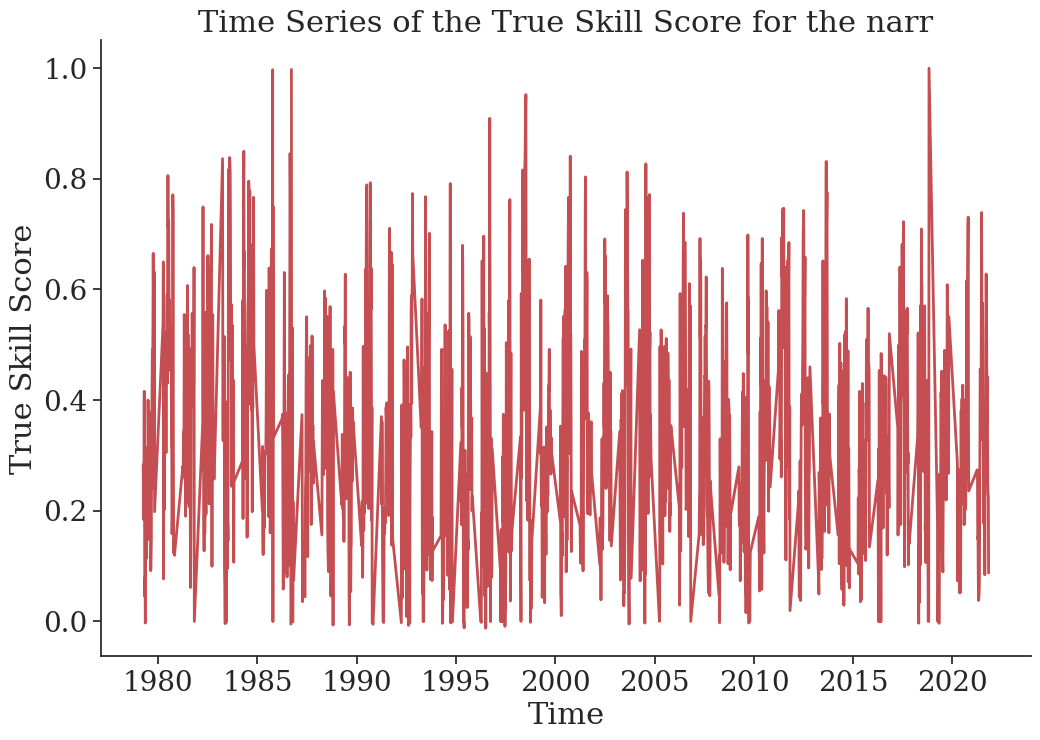 Time Series of the True Skill Score for the narr
True Skill Score
1.0
0.8
0.6
0.4
0.2
0.0
1980 1985 1990 1995 2000 2005 2010 2015 2020
Time